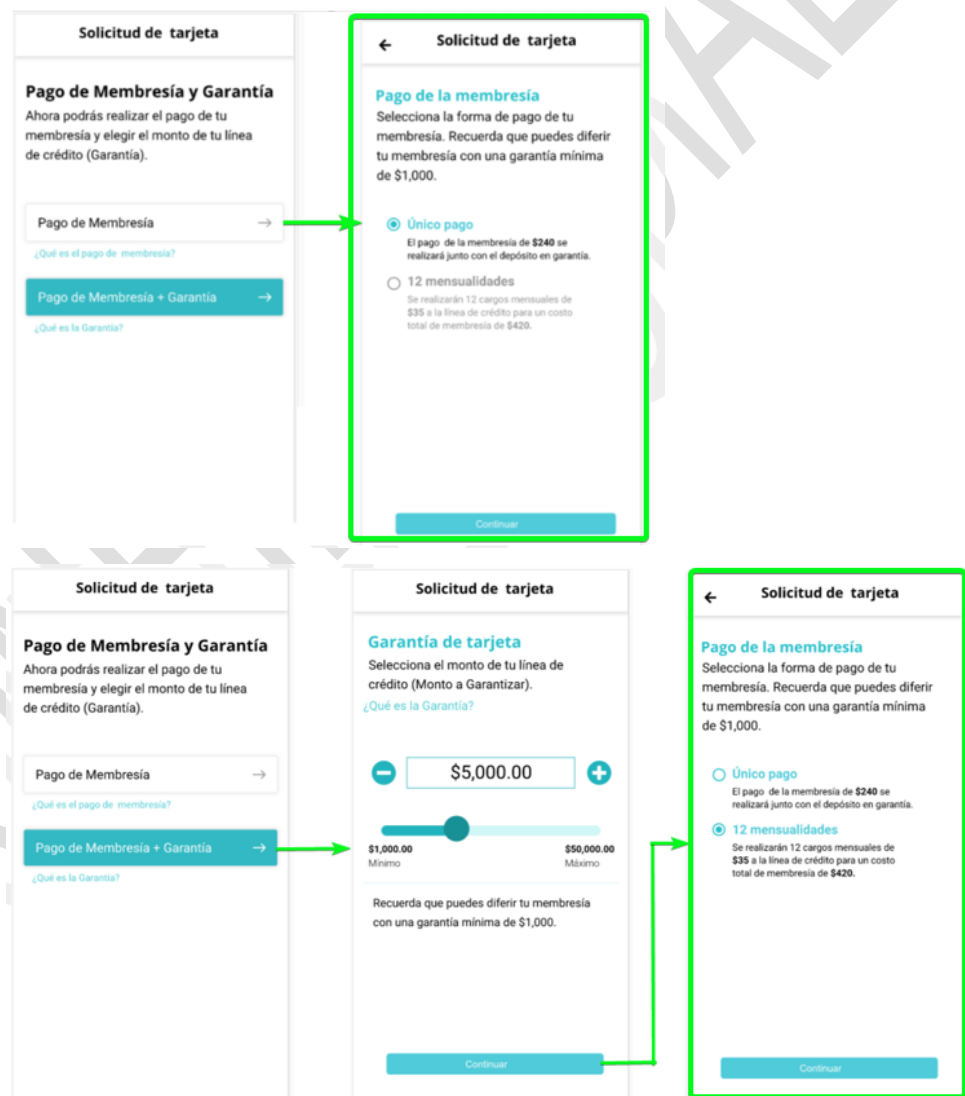 Solicitud de tarjeta
Pago de Membresía y Garantía
Ahora podrás realizar el pago de tu
membresía y elegir el monto de tu línea
de crédito (Garantía).
Pago de Membresía
¿Qué es el pago de membresía?
Pago de Membresía + Garantía
¿Qué es la Garantía?
Solicitud de tarjeta
Pago de la membresía
Selecciona la forma de pago de tu
membresía. Recuerda que puedes diferir
tu membresía con una garantía mínima
de $1,000.
Único pago
El pago de la membresía de $240 se
realizará junto con el depósito en garantía.
12 mensualidades
Se realizarán 12 cargos mensuales de
$35 a la línea de crédito para un costo
total de membresía de $420.
Continuar
Solicitud de tarjeta
Pago de Membresía y Garantía
Ahora podrás realizar el pago de tu
membresía y elegir el monto de tu línea
de crédito (Garantía).
Pago de Membresía
¿Qué es el pago de membresía?
Pago de Membresía + Garantía
¿Qué es la Garantía?
Solicitud de tarjeta
Garantía de tarjeta
Selecciona el monto de tu línea de
crédito (Monto a Garantizar).
¿Qué es la Garantía?
$5,000.00
$1,000.00 $50,000.00
Mínimo Máximo
Recuerda que puedes diferir tu membresía
con una garantía mínima de $1,000.
Continuar
Solicitud de tarjeta
Pago de la membresía
Selecciona la forma de pago de tu
membresía. Recuerda que puedes diferir
tu membresía con una garantía mínima
de $1,000.
Único pago
El pago de la membresía de $240 se
realizará junto con el depósito en garantía.
12 mensualidades
Se realizarán 12 cargos mensuales de
$35 a la línea de crédito para un costo
total de membresía de $420.
Continuar